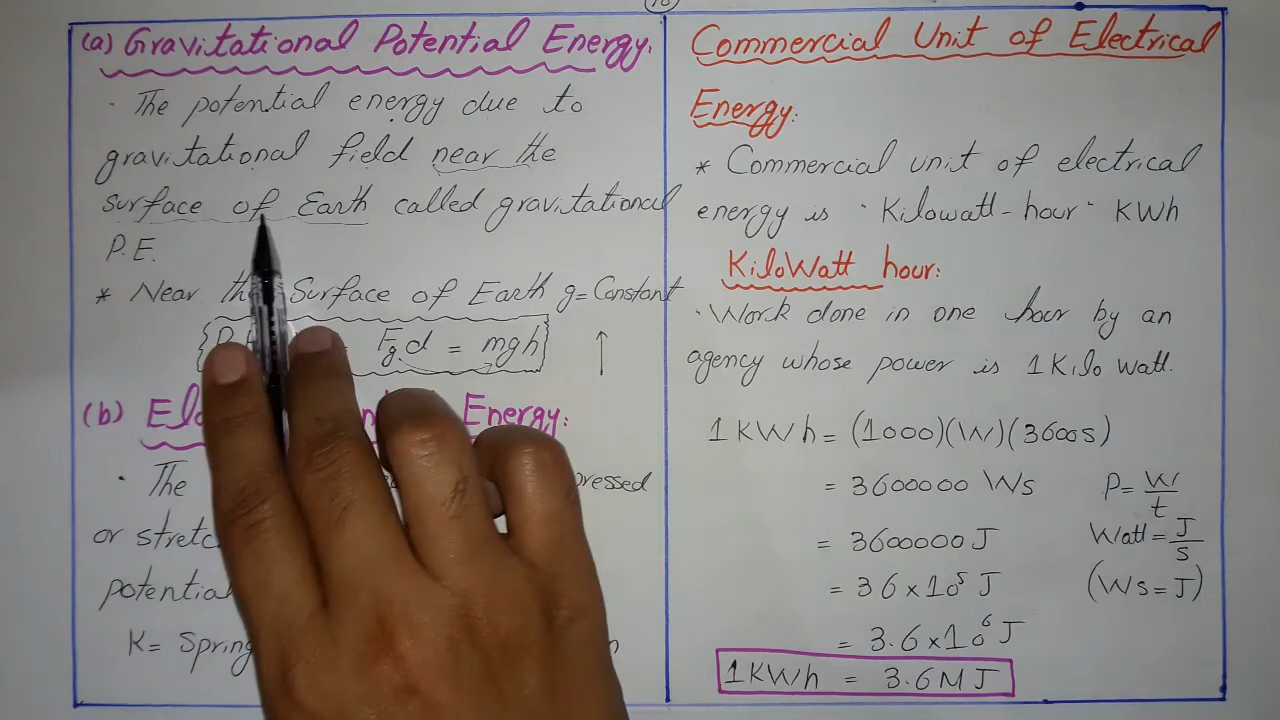 (a) Gravitational Potential Energy:
· The potential energy due to
gravitational field near the
surface of Earth called gravitational
P.E.
* Near the Surface of Earth g = Constant
Fgd = mgh
(b) Energy:
· The
or
potential
K = Spring
Commercial Unit of Electrical
Energy:
* Commercial unit of electrical
energy is "Kilowatt-hour" KWh
KiloWatt hour:
· Work done in one hour by an
agency whose power is 1 Kilo watt.
1 KWh = (1000)(W)(3600s)
= 3600000 Ws
= 3600000 J
= 36 x 10⁵ J
= 3.6 x 10⁶ J
1 KWh = 3.6 MJ
P = W/t
Watt = J/s
(Ws = J)